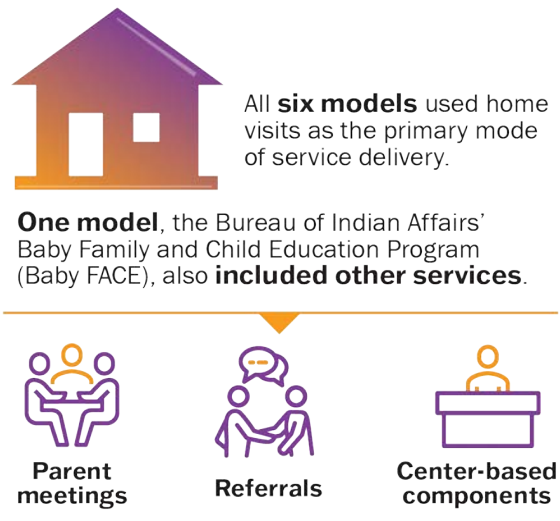 All six models used home
visits as the primary mode
of service delivery.
One model, the Bureau of Indian Affairs’
Baby Family and Child Education Program
(Baby FACE), also included other services.
Parent
meetings
Referrals
Center-based
components